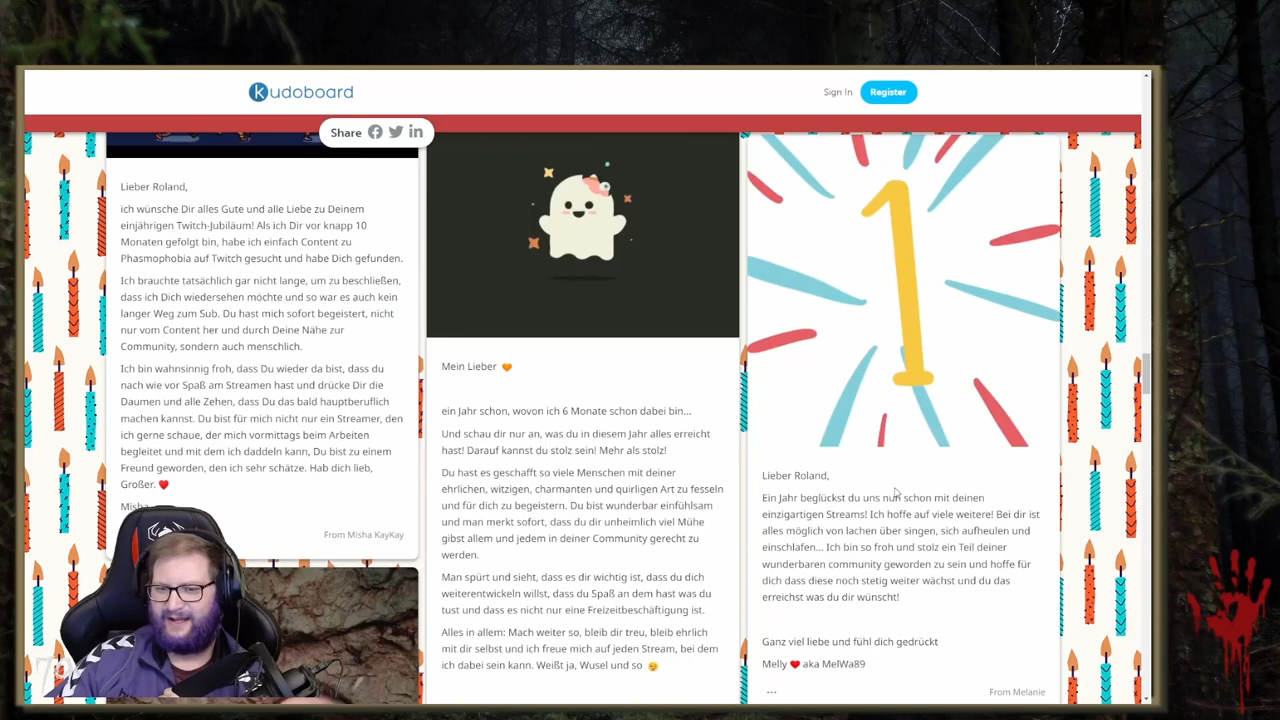 kudoboard
Sign In
Register
Share
Lieber Roland,
ich wünsche Dir alles Gute und alle Liebe zu Deinem
einjährigen Twitch-Jubiläum! Als ich Dir vor knapp 10
Monaten gefolgt bin, habe ich einfach Content zu
Phasmophobia auf Twitch gesucht und habe Dich gefunden.
Ich brauchte tatsächlich gar nicht lange, um zu beschließen,
dass ich Dich wiedersehen möchte und so war es auch kein
langer Weg zum Sub. Du hast mich sofort begeistert, nicht
nur vom Content her und durch Deine Nähe zur
Community, sondern auch menschlich.
Ich bin wahnsinnig froh, dass Du wieder da bist, dass du
nach wie vor Spaß am Streamen hast und drücke Dir die
Daumen und alle Zehen, dass Du das bald hauptberuflich
machen kannst. Du bist für mich nicht nur ein Streamer, den
ich gerne schaue, der mich vormittags beim Arbeiten
begleitet und mit dem ich daddeln kann, Du bist zu einem
Freund geworden, den ich sehr schätze. Hab dich lieb,
Großer. ❤️
Misha
From Misha KayKay
Mein Lieber 🧡
ein Jahr schon, wovon ich 6 Monate schon dabei bin...
Und schau dir nur an, was du in diesem Jahr alles erreicht
hast! Darauf kannst du stolz sein! Mehr als stolz!
Du hast es geschafft so viele Menschen mit deiner
ehrlichen, witzigen, charmanten und quirligen Art zu fesseln
und für dich zu begeistern. Du bist wunderbar einfühlsam
und man merkt sofort, dass du dir unheimlich viel Mühe
gibst allem und jedem in deiner Community gerecht zu
werden.
Man spürt und sieht, dass es dir wichtig ist, dass du dich
weiterentwickeln willst, dass du Spaß an dem hast was du
tust und dass es nicht nur eine Freizeitbeschäftigung ist.
Alles in allem: Mach weiter so, bleib dir treu, bleib ehrlich
mit dir selbst und ich freue mich auf jeden Stream, bei dem
ich dabei sein kann. Weißt ja, Wusel und so
1
Lieber Roland,
Ein Jahr beglückst du uns nun schon mit deinen
einzigartigen Streams! Ich hoffe auf viele weitere! Bei dir ist
alles möglich von lachen über singen, sich aufheulen und
einschlafen... Ich bin so froh und stolz ein Teil deiner
wunderbaren community geworden zu sein und hoffe für
dich dass diese noch stetig weiter wächst und du das
erreichst was du dir wünscht!
Ganz viel liebe und fühl dich gedrückt
Melly ❤️ aka MelWa89
From Melanie